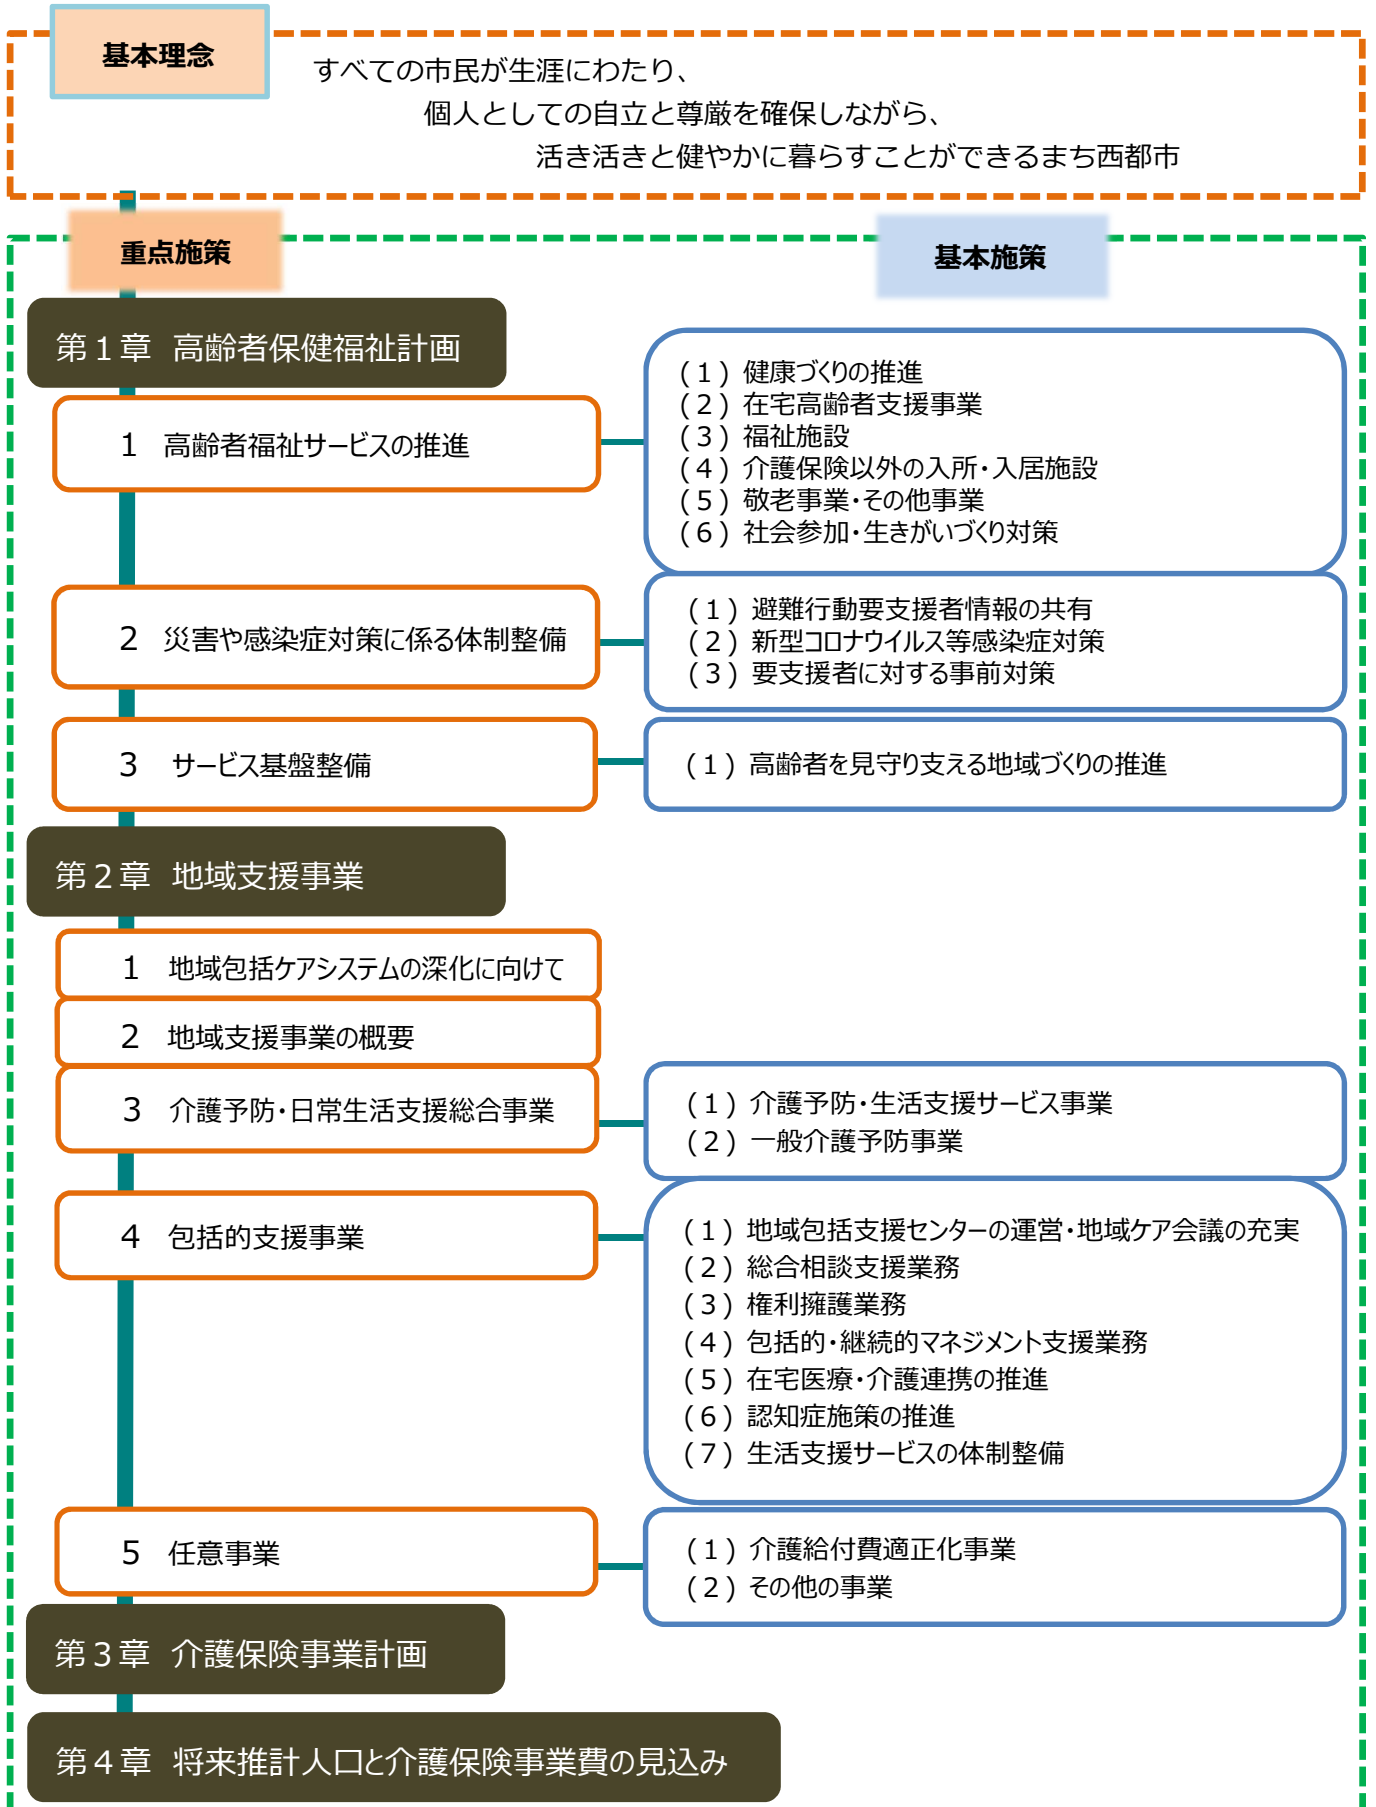 基本理念
すべての市民が生涯にわたり、
個人としての自立と尊厳を確保しながら、
活き活きと健やかに暮らすことができるまち西都市
重点施策
基本施策
第１章 高齢者保健福祉計画
1 高齢者福祉サービスの推進
(１) 健康づくりの推進
(２) 在宅高齢者支援事業
(３) 福祉施設
(４) 介護保険以外の入所・入居施設
(５) 敬老事業・その他事業
(６) 社会参加・生きがいづくり対策
2 災害や感染症対策に係る体制整備
(１) 避難行動要支援者情報の共有
(２) 新型コロナウイルス等感染症対策
(３) 要支援者に対する事前対策
3 サービス基盤整備
(１) 高齢者を見守り支える地域づくりの推進
第２章 地域支援事業
1 地域包括ケアシステムの深化に向けて
2 地域支援事業の概要
3 介護予防・日常生活支援総合事業
(１) 介護予防・生活支援サービス事業
(２) 一般介護予防事業
4 包括的支援事業
(１) 地域包括支援センターの運営・地域ケア会議の充実
(２) 総合相談支援業務
(３) 権利擁護業務
(４) 包括的・継続的マネジメント支援業務
(５) 在宅医療・介護連携の推進
(６) 認知症施策の推進
(７) 生活支援サービスの体制整備
5 任意事業
(１) 介護給付費適正化事業
(２) その他の事業
第３章 介護保険事業計画
第４章 将来推計人口と介護保険事業費の見込み